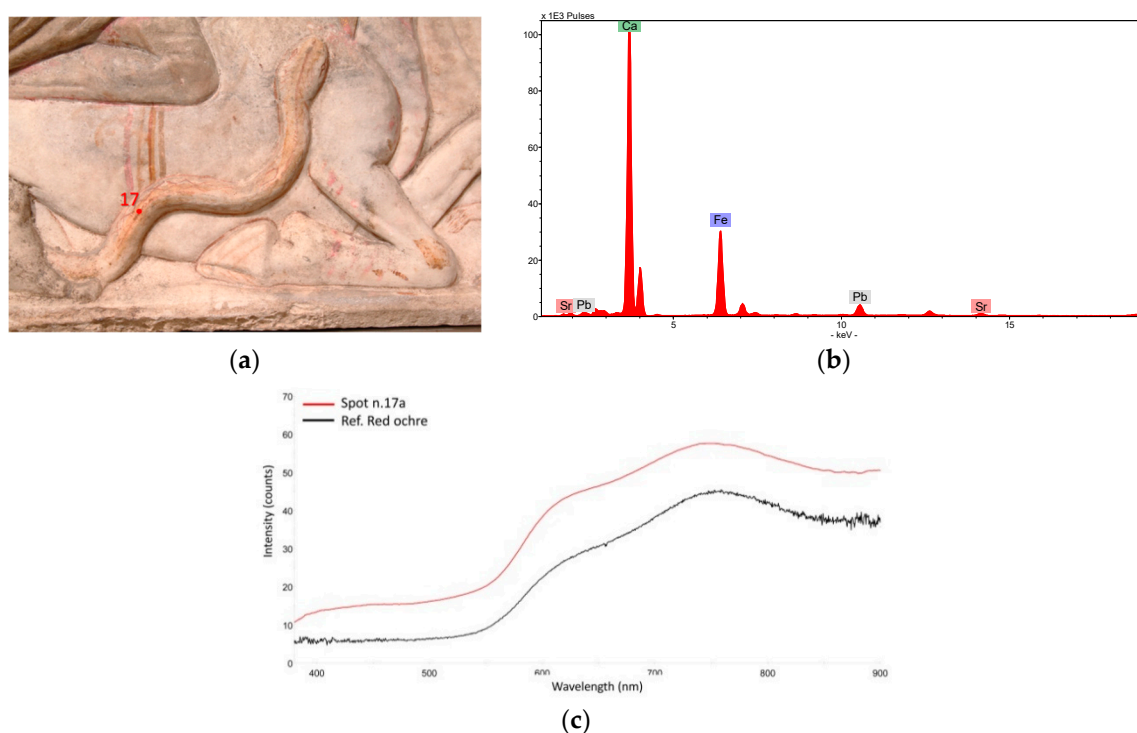 17
(a)
x 1E3 Pulses
100
80
60
40
20
0
Ca
Fe
Sr
Pb
Pb
Sr
5
10
15
- keV -
(b)
Spot n.17a
Ref. Red ochre
70
60
50
40
30
20
10
0
Intensity (counts)
400
500
600
700
800
900
Wavelength (nm)
(c)